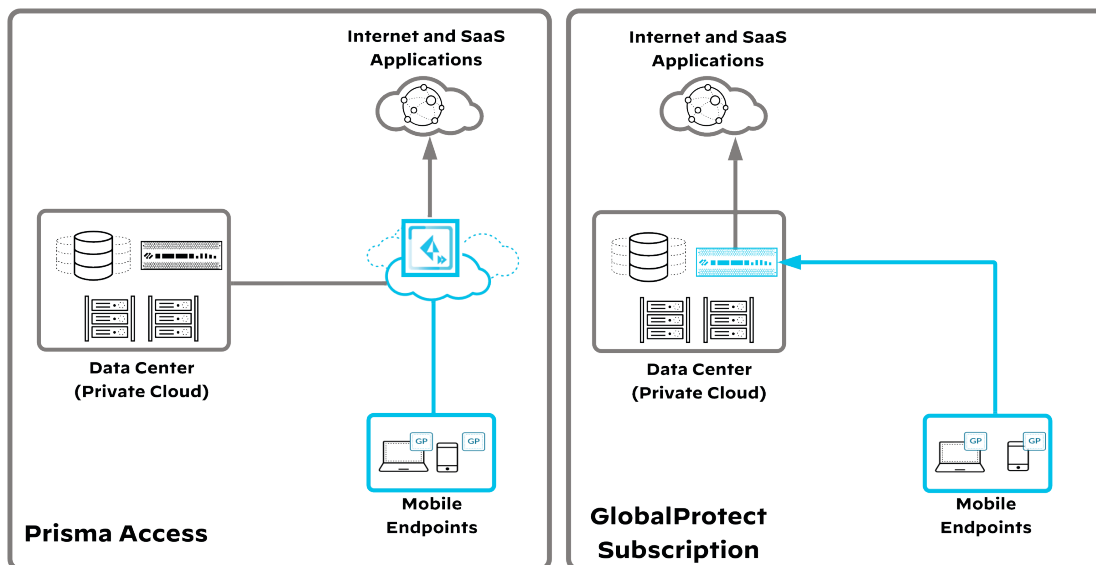 Internet and SaaS
Applications
Data Center
(Private Cloud)
GP
GP
Mobile
Endpoints
Prisma Access
Internet and SaaS
Applications
Data Center
(Private Cloud)
GP
GP
Mobile
Endpoints
GlobalProtect
Subscription